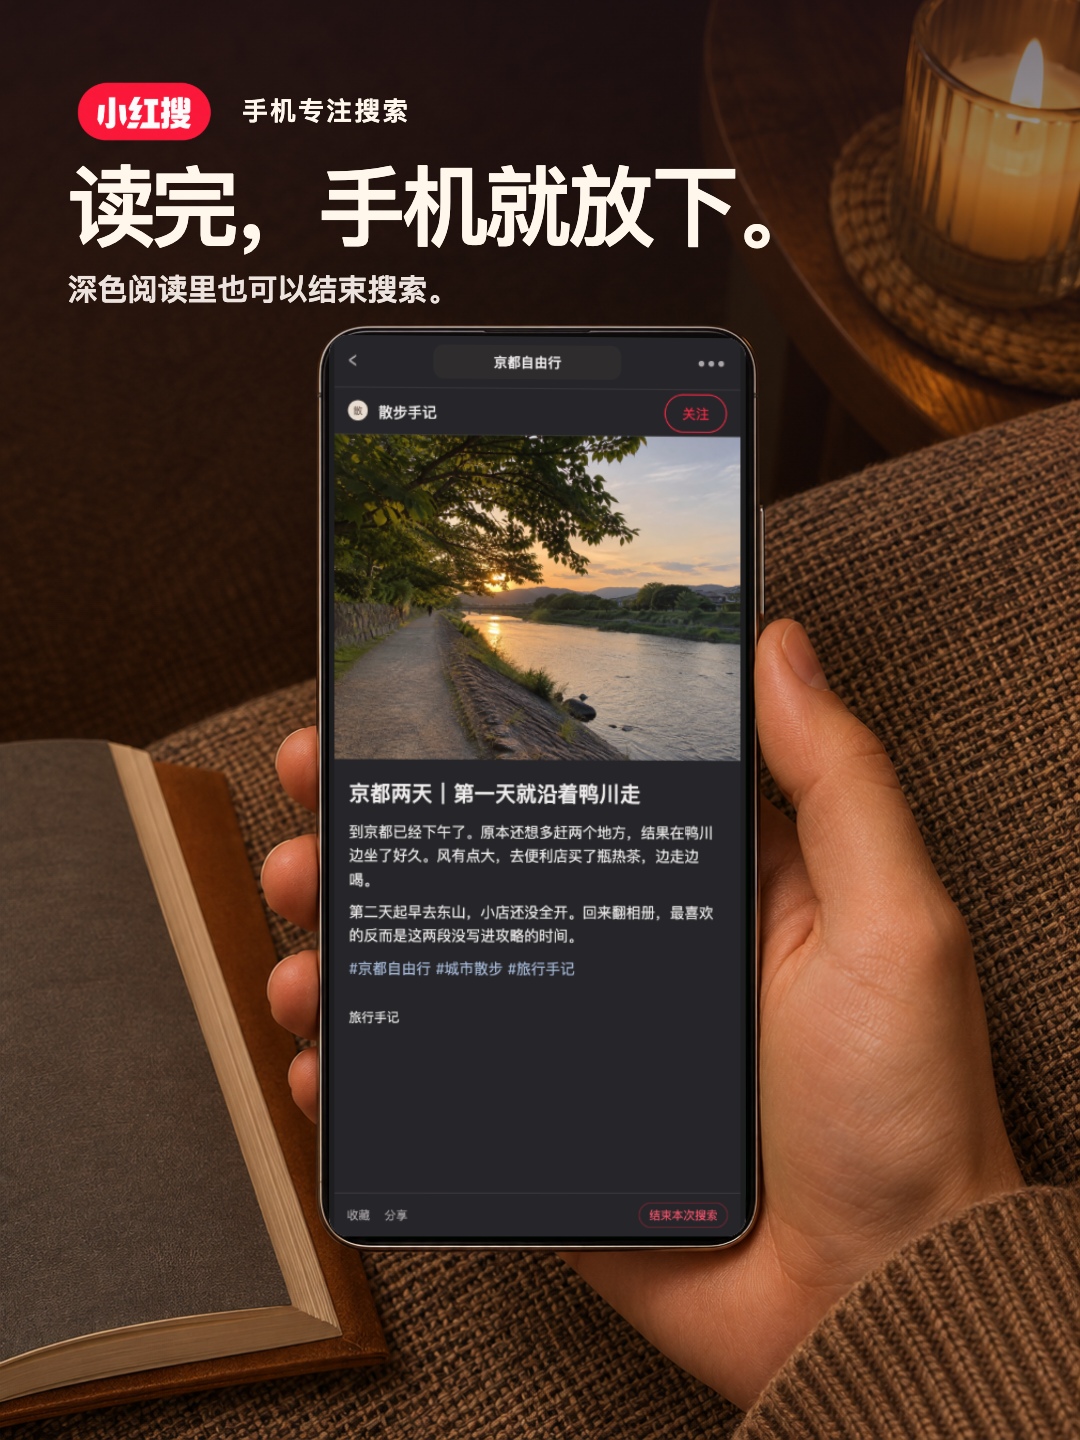 小红搜
手机专注搜索
读完，手机就放下。
深色阅读里也可以结束搜索。
<
京都自由行
•••
散
散步手记
关注
京都两天｜第一天就沿着鸭川走
到京都已经下午了。原本还想多赶两个地方，结果在鸭川
边坐了好久。风有点大，去便利店买了瓶热茶，边走边
喝。
第二天起早去东山，小店还没全开。回来翻相册，最喜欢
的反而是这两段没写进攻略的时间。
#京都自由行 #城市散步 #旅行手记
旅行手记
收藏 分享
结束本次搜索